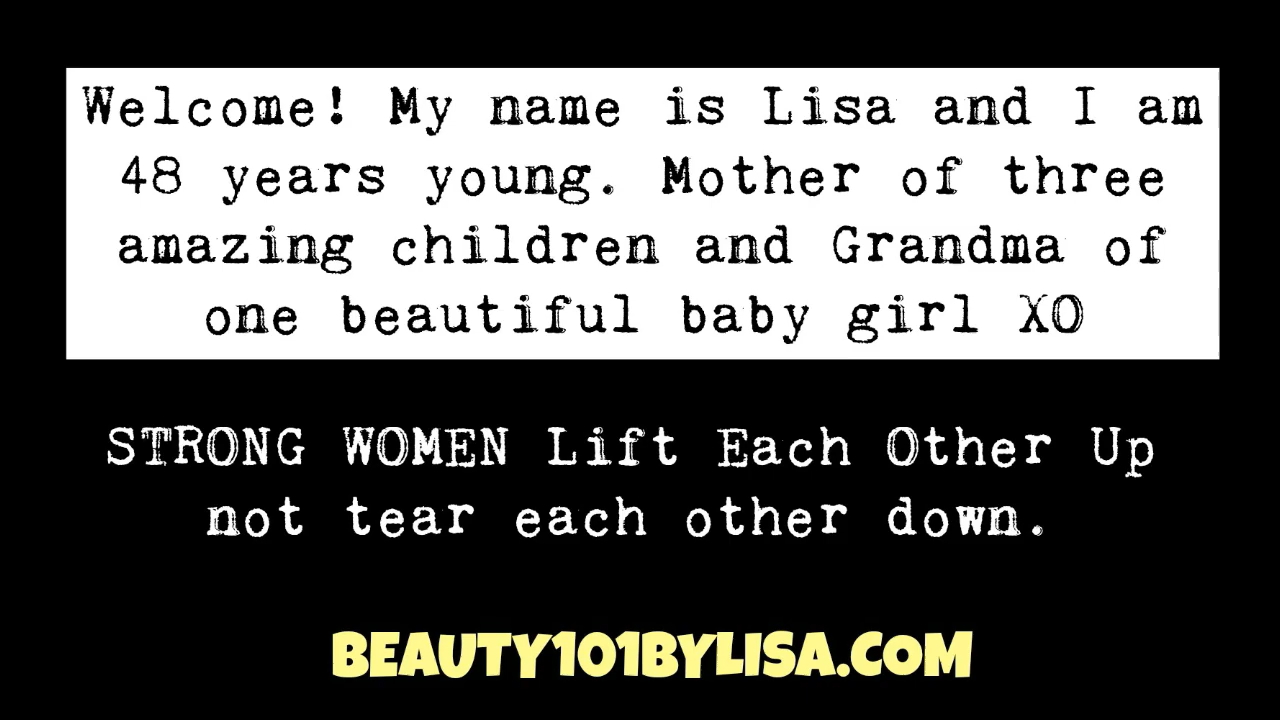 Welcome! My name is Lisa and I am
48 years young. Mother of three
amazing children and Grandma of
one beautiful baby girl XO
STRONG WOMEN Lift Each Other Up
not tear each other down.
BEAUTY101BYLISA.COM